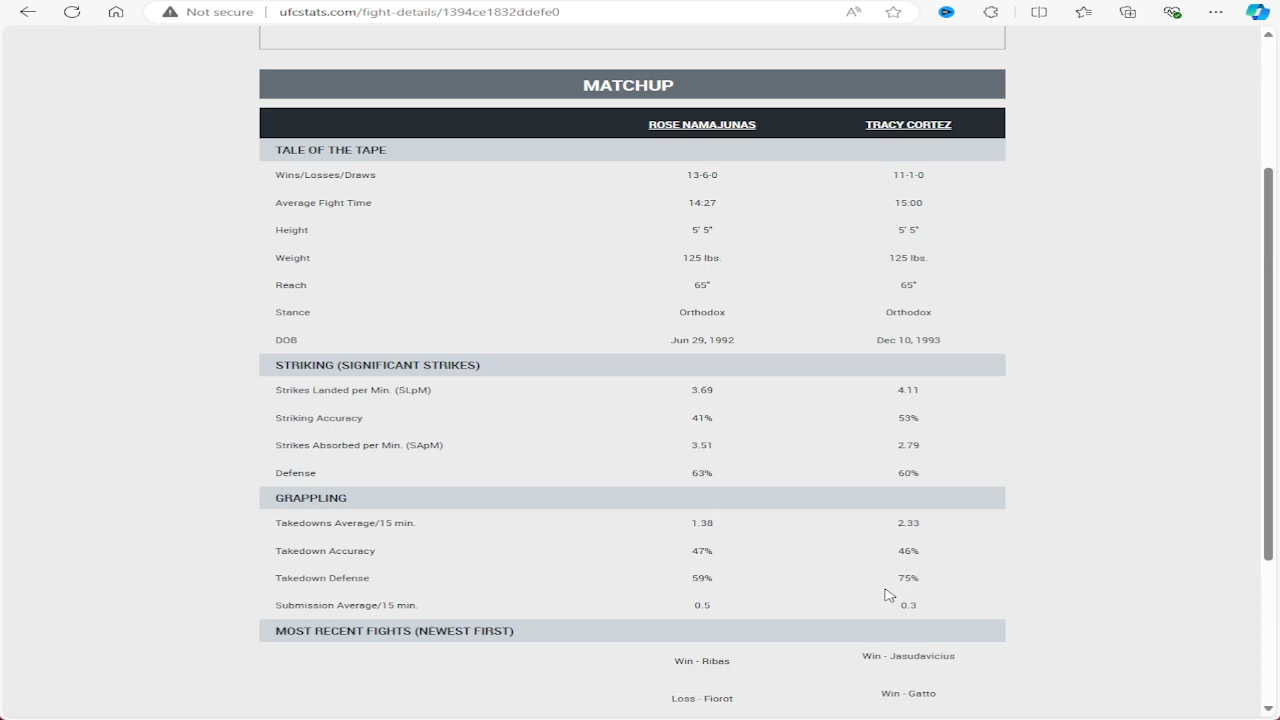 Not secure ufcstats.com/fight-details/1394ce1832ddefe0
MATCHUP
ROSE NAMAJUNAS TRACY CORTEZ
TALE OF THE TAPE
Wins/Losses/Draws 13-6-0 11-1-0
Average Fight Time 14:27 15:00
Height 5' 5" 5' 5"
Weight 125 lbs. 125 lbs.
Reach 65" 65"
Stance Orthodox Orthodox
DOB Jun 29, 1992 Dec 10, 1993
STRIKING (SIGNIFICANT STRIKES)
Strikes Landed per Min. (SLpM) 3.69 4.11
Striking Accuracy 41% 53%
Strikes Absorbed per Min. (SApM) 3.51 2.79
Defense 63% 60%
GRAPPLING
Takedowns Average/15 min. 1.38 2.33
Takedown Accuracy 47% 46%
Takedown Defense 59% 75%
Submission Average/15 min. 0.5 0.3
MOST RECENT FIGHTS (NEWEST FIRST)
Win - Ribas Win - Jasudavicius
Loss - Fiorot Win - Gatto